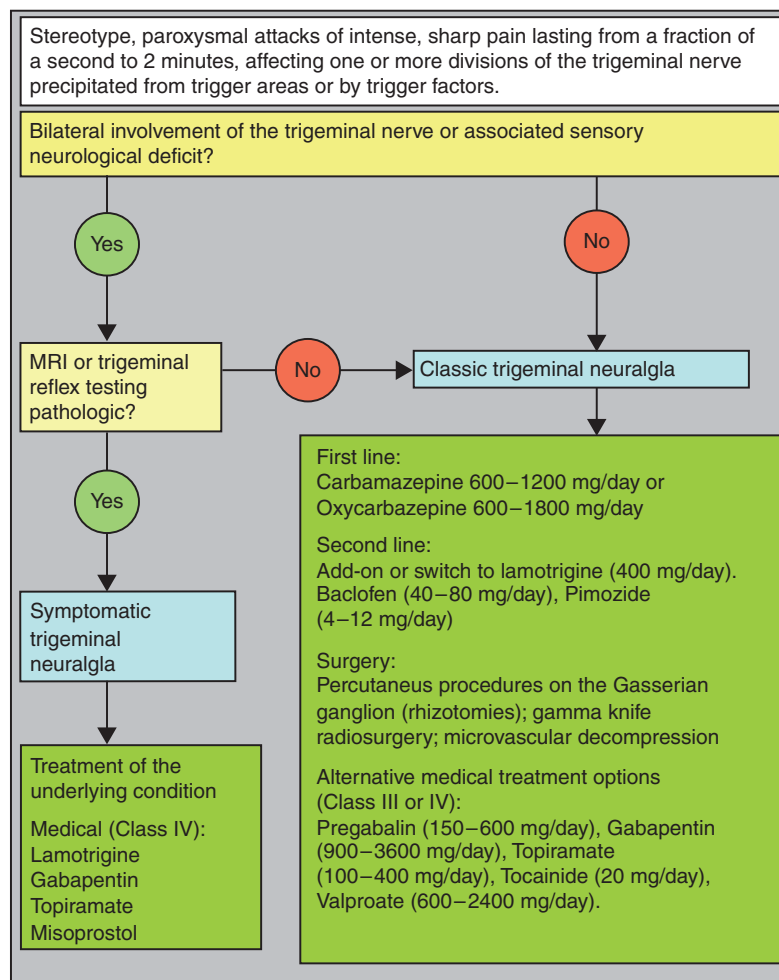 Stereotype, paroxysmal attacks of intense, sharp pain lasting from a fraction of
a second to 2 minutes, affecting one or more divisions of the trigeminal nerve
precipitated from trigger areas or by trigger factors.
Bilateral involvement of the trigeminal nerve or associated sensory
neurological deficit?
Yes
No
MRI or trigeminal
reflex testing
pathologic?
No
Classic trigeminal neuralgla
Yes
Symptomatic
trigeminal
neuralgla
Treatment of the
underlying condition
Medical (Class IV):
Lamotrigine
Gabapentin
Topiramate
Misoprostol
First line:
Carbamazepine 600–1200 mg/day or
Oxycarbazepine 600–1800 mg/day
Second line:
Add-on or switch to lamotrigine (400 mg/day).
Baclofen (40–80 mg/day), Pimozide
(4–12 mg/day)
Surgery:
Percutaneus procedures on the Gasserian
ganglion (rhizotomies); gamma knife
radiosurgery; microvascular decompression
Alternative medical treatment options
(Class III or IV):
Pregabalin (150–600 mg/day), Gabapentin
(900–3600 mg/day), Topiramate
(100–400 mg/day), Tocainide (20 mg/day),
Valproate (600–2400 mg/day).